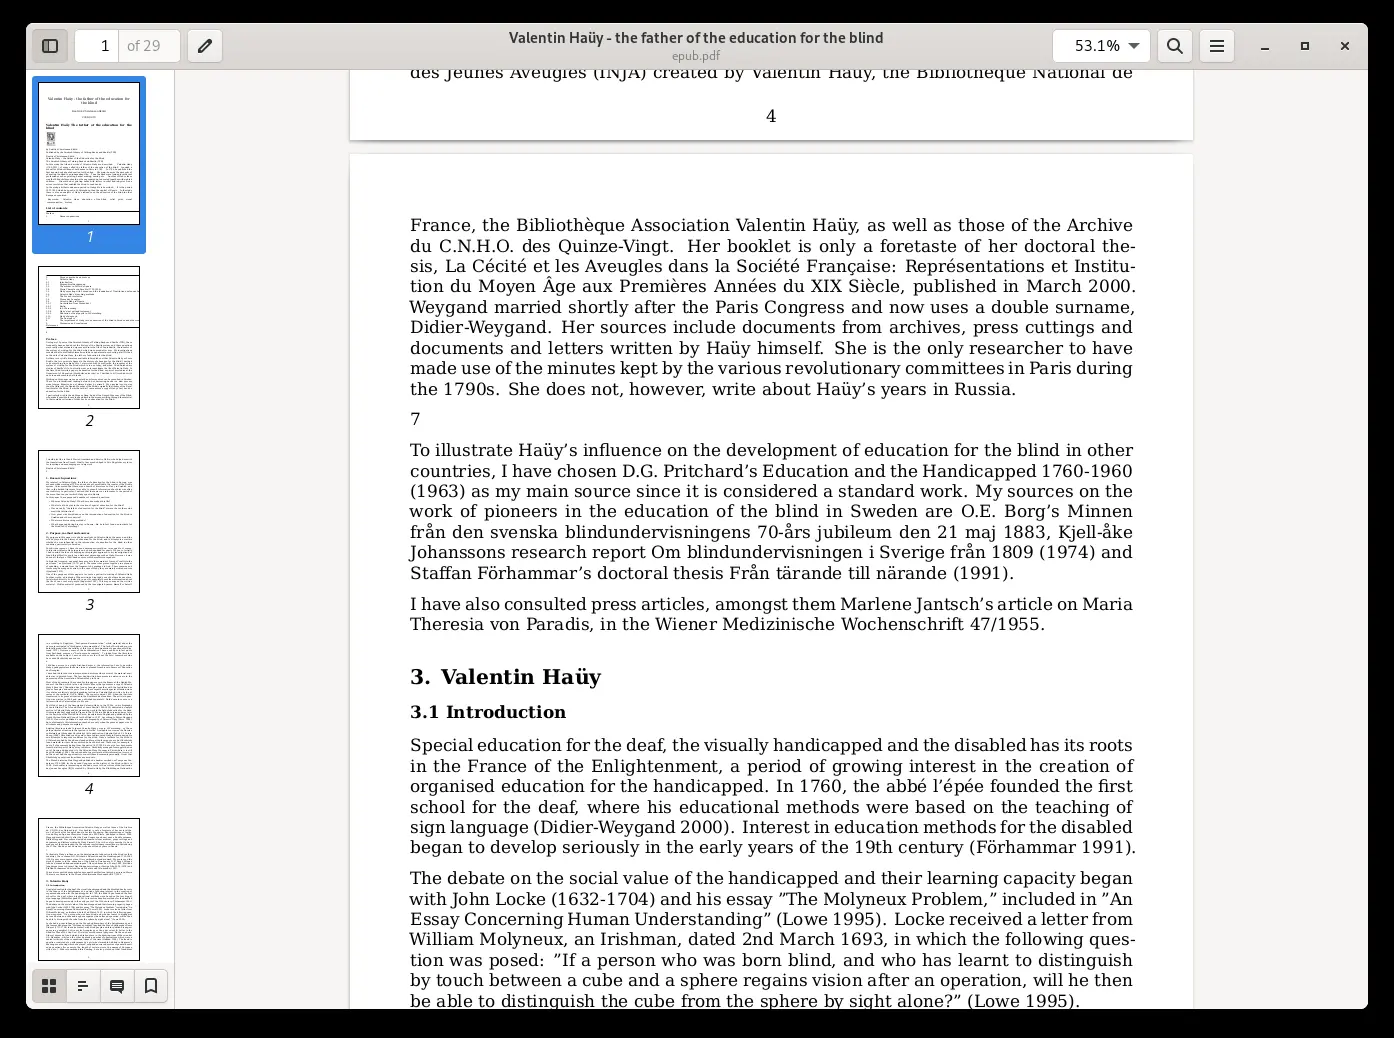 1 of 29
Valentin Haüy - the father of the education for the blind
epub.pdf
53.1%
1
2
3
4
des Jeunes Aveugles (INJA) created by Valentin Haüy, the Bibliothèque National de
4
France, the Bibliothèque Association Valentin Haüy, as well as those of the Archive
du C.N.H.O. des Quinze-Vingt. Her booklet is only a foretaste of her doctoral the-
sis, La Cécité et les Aveugles dans la Société Française: Représentations et Institu-
tion du Moyen Âge aux Premières Années du XIX Siècle, published in March 2000.
Weygand married shortly after the Paris Congress and now uses a double surname,
Didier-Weygand. Her sources include documents from archives, press cuttings and
documents and letters written by Haüy himself. She is the only researcher to have
made use of the minutes kept by the various revolutionary committees in Paris during
the 1790s. She does not, however, write about Haüy’s years in Russia.
7
To illustrate Haüy’s influence on the development of education for the blind in other
countries, I have chosen D.G. Pritchard’s Education and the Handicapped 1760-1960
(1963) as my main source since it is considered a standard work. My sources on the
work of pioneers in the education of the blind in Sweden are O.E. Borg’s Minnen
från den svenska blindundervisningens 70-års jubileum den 21 maj 1883, Kjell-åke
Johanssons research report Om blindundervisningen i Sverige från 1809 (1974) and
Staffan Förhammar’s doctoral thesis Från tärande till närande (1991).
I have also consulted press articles, amongst them Marlene Jantsch’s article on Maria
Theresia von Paradis, in the Wiener Medizinische Wochenschrift 47/1955.
3. Valentin Haüy
3.1 Introduction
Special education for the deaf, the visually handicapped and the disabled has its roots
in the France of the Enlightenment, a period of growing interest in the creation of
organised education for the handicapped. In 1760, the abbé l’épée founded the first
school for the deaf, where his educational methods were based on the teaching of
sign language (Didier-Weygand 2000). Interest in education methods for the disabled
began to develop seriously in the early years of the 19th century (Förhammar 1991).
The debate on the social value of the handicapped and their learning capacity began
with John Locke (1632-1704) and his essay ”The Molyneux Problem,” included in ”An
Essay Concerning Human Understanding” (Lowe 1995). Locke received a letter from
William Molyneux, an Irishman, dated 2nd March 1693, in which the following ques-
tion was posed: ”If a person who was born blind, and who has learnt to distinguish
by touch between a cube and a sphere regains vision after an operation, will he then
be able to distinguish the cube from the sphere by sight alone?” (Lowe 1995).